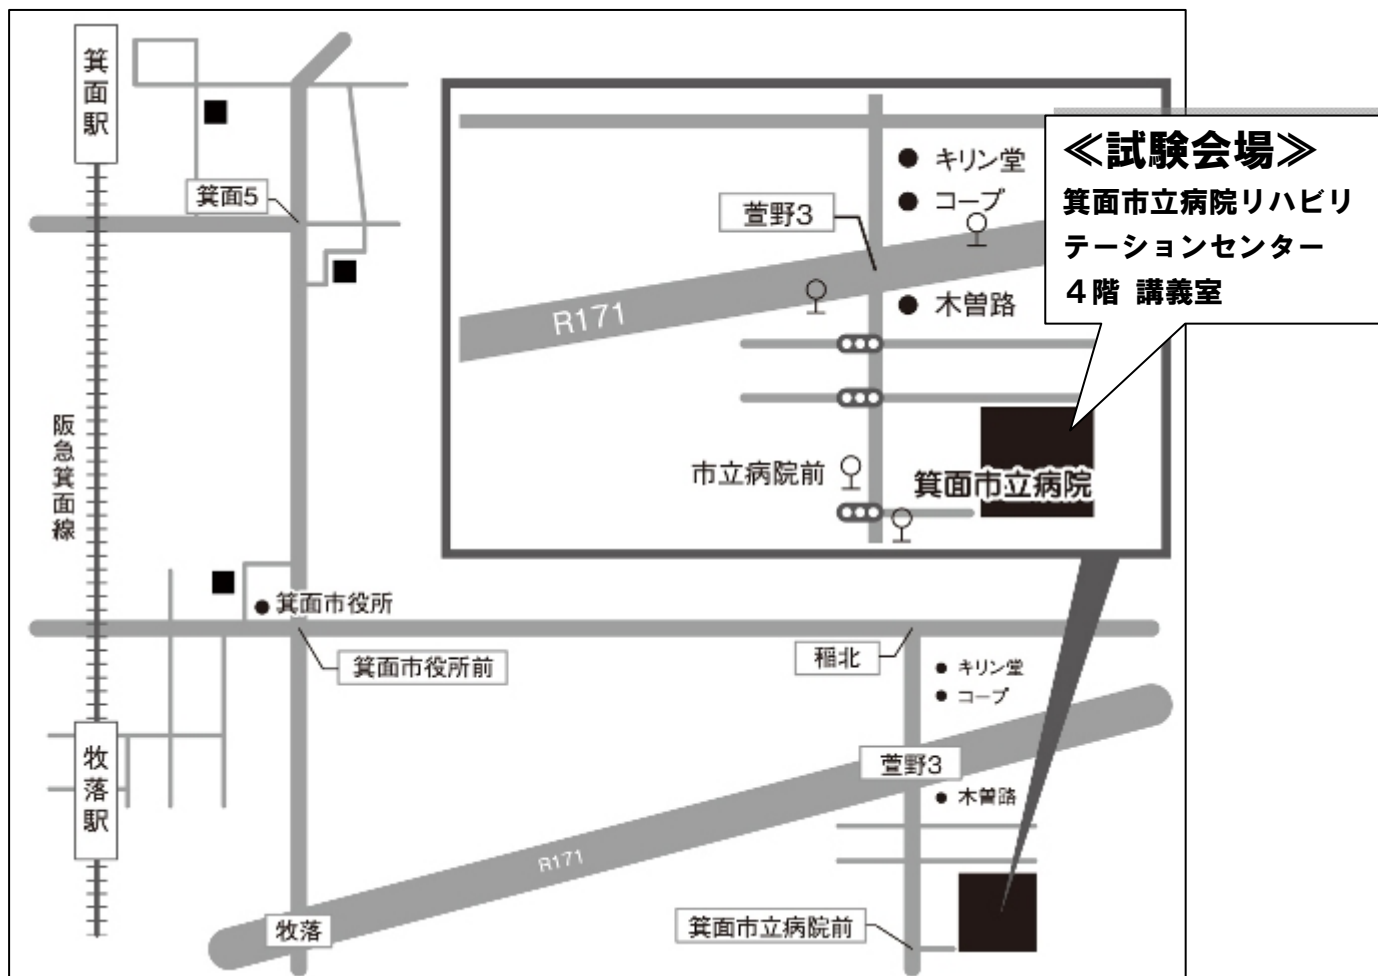 箕面駅
箕面5
阪急箕面線
キリン堂
コープ
萱野3
R171
木曽路
市立病院前
箕面市立病院
≪試験会場≫
箕面市立病院リハビリ
テーションセンター
４階 講義室
箕面市役所
箕面市役所前
稲北
キリン堂
コープ
萱野3
木曽路
牧落駅
R171
牧落
箕面市立病院前